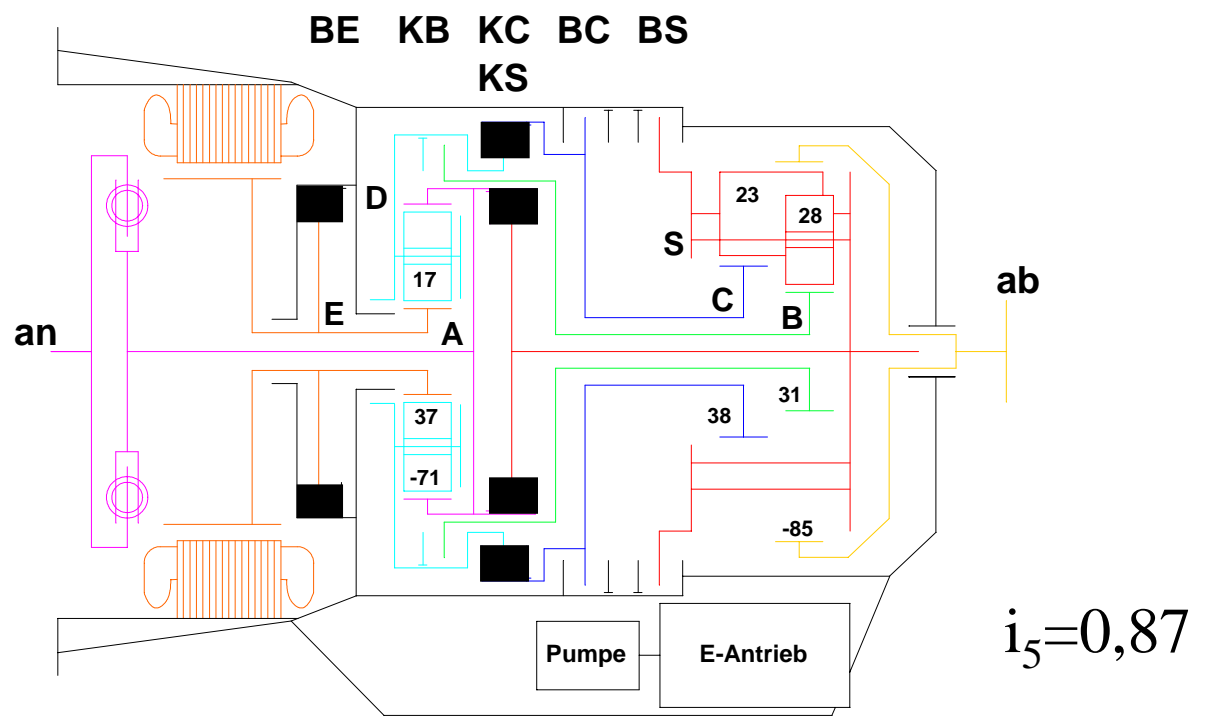 BE KB KC BC BS
KS
D
23
28
S
17
E
C
B
ab
an
A
31
37
38
-71
-85
i₅=0,87
Pumpe
E-Antrieb